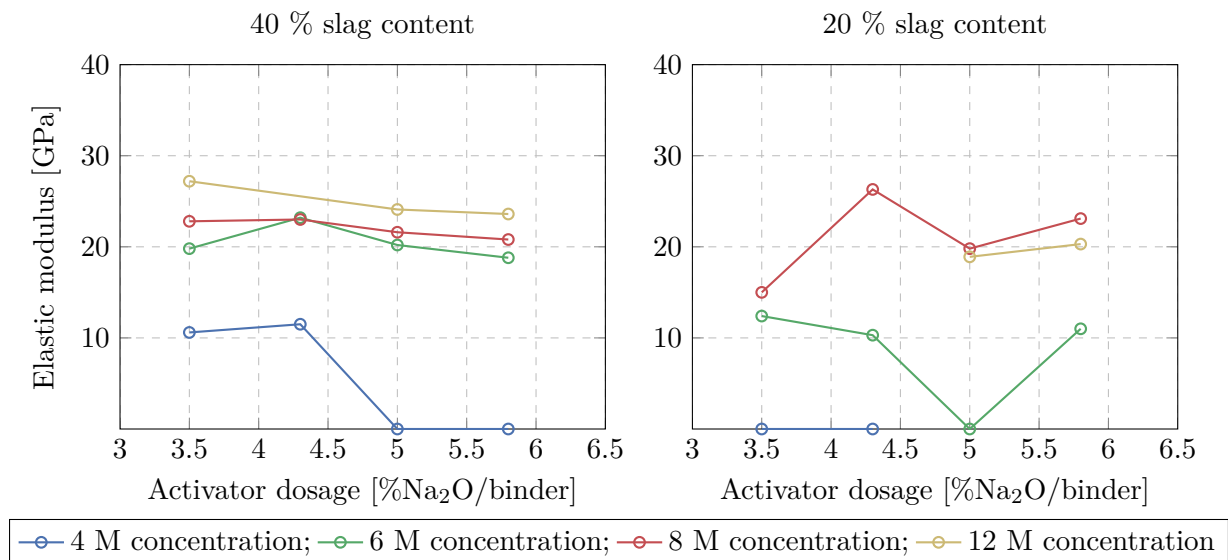 40 % slag content
20 % slag content
Elastic modulus [GPa]
40
30
20
10
3 3.5 4 4.5 5 5.5 6 6.5
Activator dosage [%Na₂O/binder]
40
30
20
10
3 3.5 4 4.5 5 5.5 6 6.5
Activator dosage [%Na₂O/binder]
4 M concentration; 6 M concentration; 8 M concentration; 12 M concentration